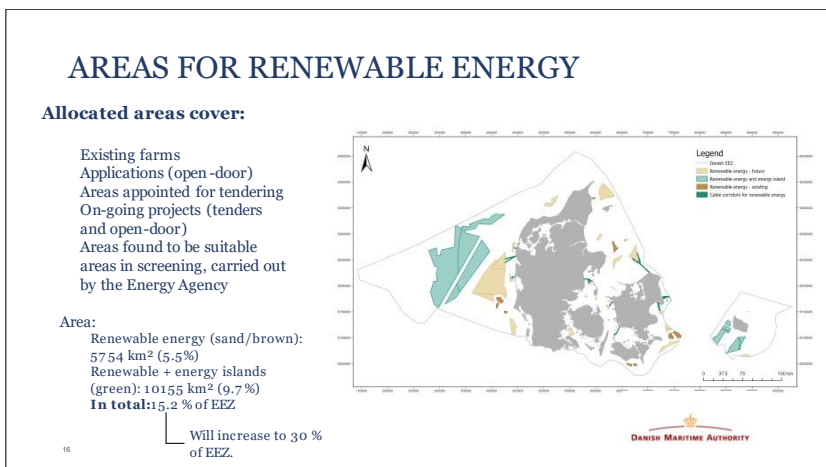 AREAS FOR RENEWABLE ENERGY
Allocated areas cover:
Existing farms
Applications (open-door)
Areas appointed for tendering
On-going projects (tenders
and open-door)
Areas found to be suitable
areas in screening, carried out
by the Energy Agency
Area:
Renewable energy (sand/brown):
5754 km² (5.5%)
Renewable + energy islands
(green): 10155 km² (9.7%)
In total:15.2 % of EEZ
Will increase to 30 %
of EEZ.
N
Legend
Danish EEZ
Renewable energy - future
Renewable energy and energy island
Renewable energy - existing
Cable corridors for renewable energy
0 37.5 75 150 km
DANISH MARITIME AUTHORITY
16